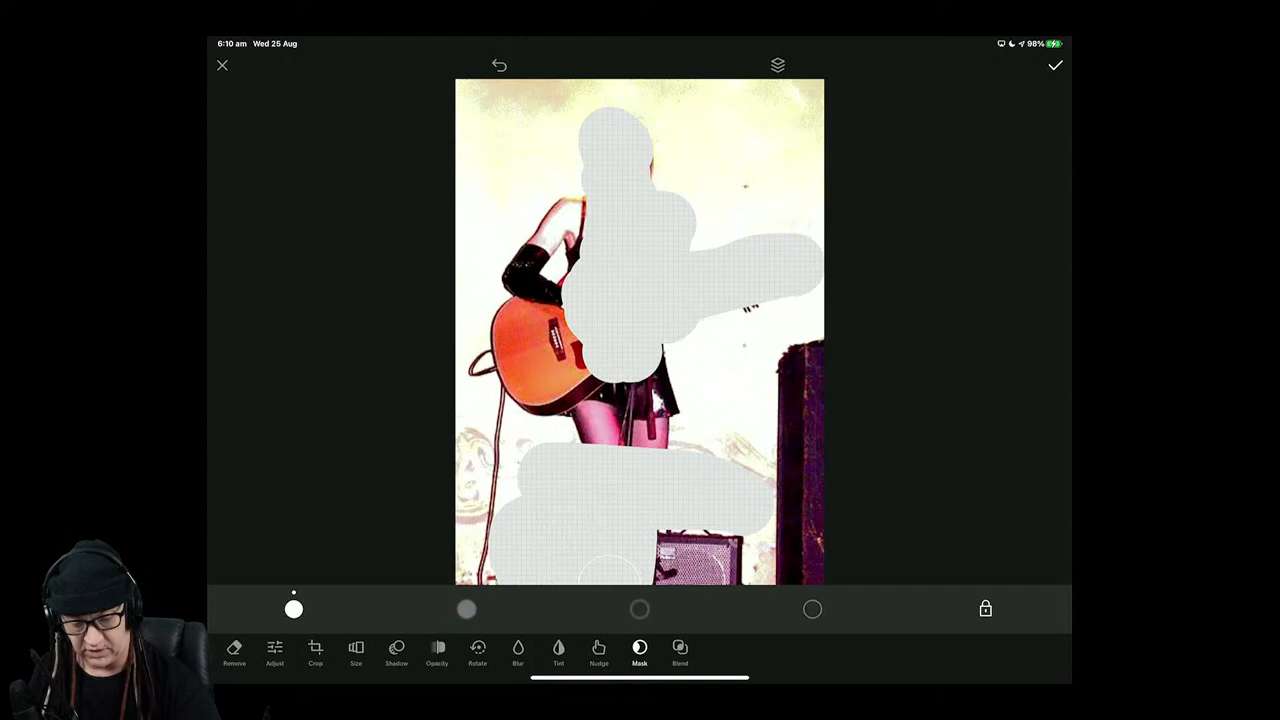 6:10 am Wed 25 Aug
98%
Remove Adjust Crop Size Shadow Opacity Rotate Blur Tint Nudge Mask Blend